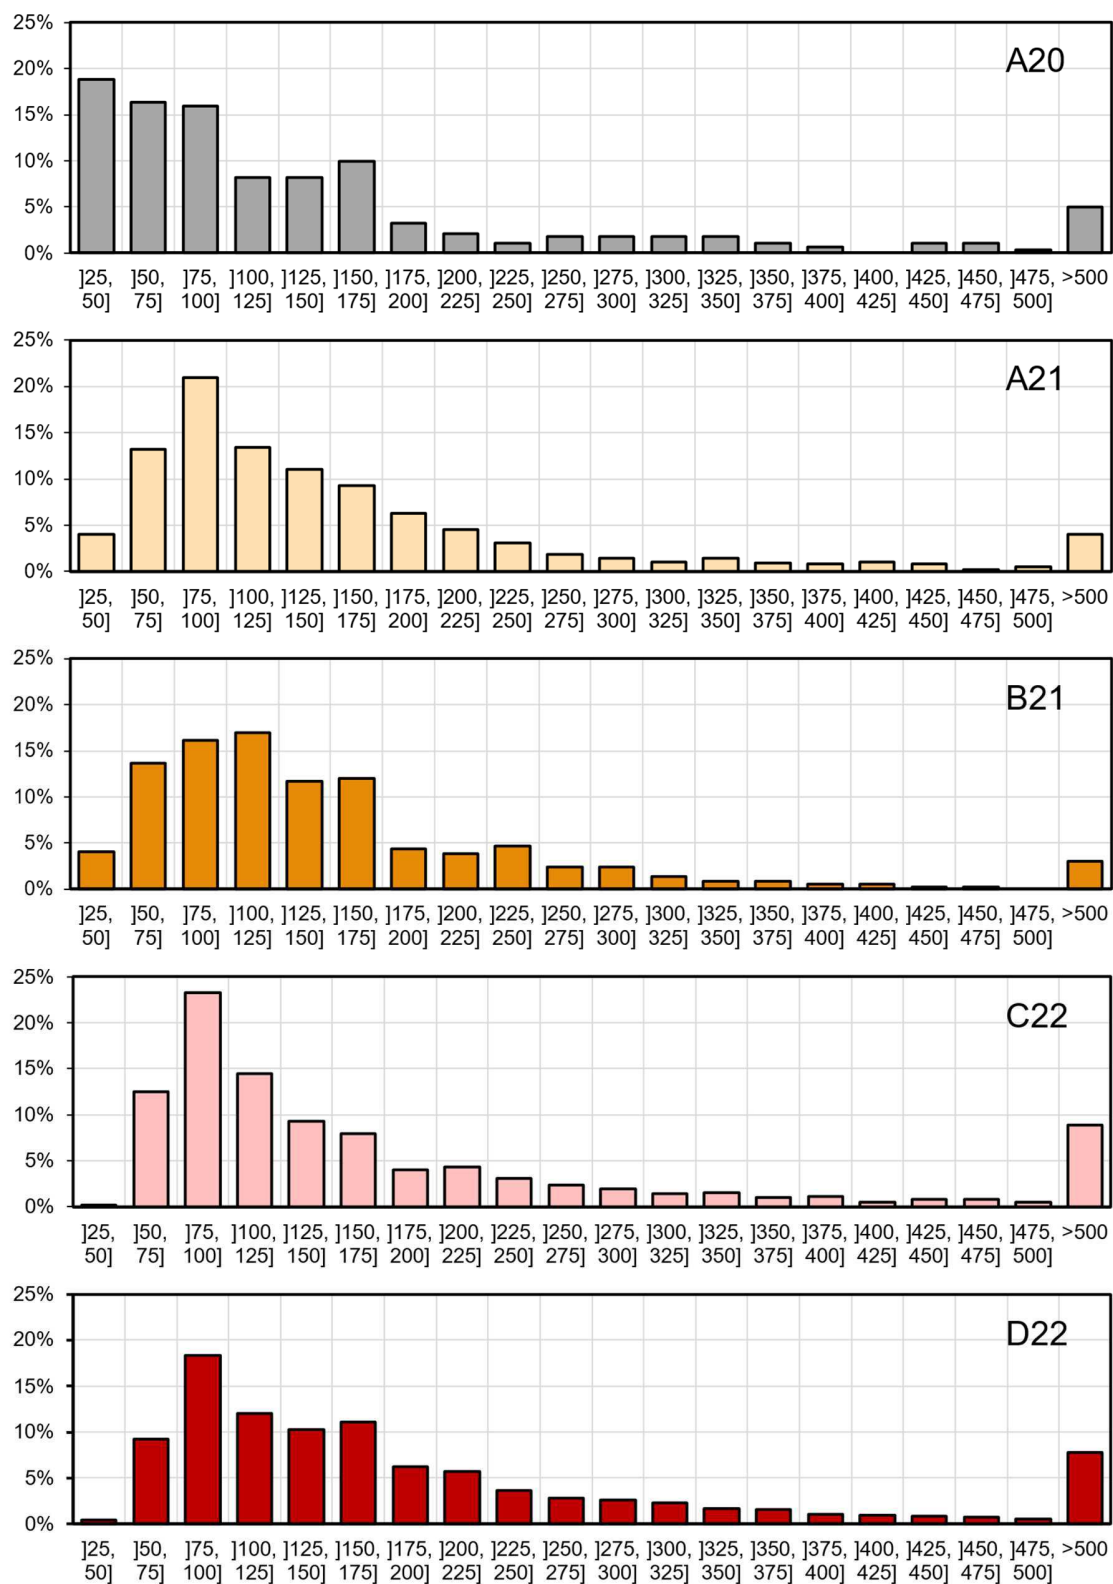 25%
A20
20%
15%
10%
5%
0%
]25, ]50, ]75, ]100, ]125, ]150, ]175, ]200, ]225, ]250, ]275, ]300, ]325, ]350, ]375, ]400, ]425, ]450, ]475, >500
50] 75] 100] 125] 150] 175] 200] 225] 250] 275] 300] 325] 350] 375] 400] 425] 450] 475] 500]
25%
A21
20%
15%
10%
5%
0%
]25, ]50, ]75, ]100, ]125, ]150, ]175, ]200, ]225, ]250, ]275, ]300, ]325, ]350, ]375, ]400, ]425, ]450, ]475, >500
50] 75] 100] 125] 150] 175] 200] 225] 250] 275] 300] 325] 350] 375] 400] 425] 450] 475] 500]
25%
B21
20%
15%
10%
5%
0%
]25, ]50, ]75, ]100, ]125, ]150, ]175, ]200, ]225, ]250, ]275, ]300, ]325, ]350, ]375, ]400, ]425, ]450, ]475, >500
50] 75] 100] 125] 150] 175] 200] 225] 250] 275] 300] 325] 350] 375] 400] 425] 450] 475] 500]
25%
C22
20%
15%
10%
5%
0%
]25, ]50, ]75, ]100, ]125, ]150, ]175, ]200, ]225, ]250, ]275, ]300, ]325, ]350, ]375, ]400, ]425, ]450, ]475, >500
50] 75] 100] 125] 150] 175] 200] 225] 250] 275] 300] 325] 350] 375] 400] 425] 450] 475] 500]
25%
D22
20%
15%
10%
5%
0%
]25, ]50, ]75, ]100, ]125, ]150, ]175, ]200, ]225, ]250, ]275, ]300, ]325, ]350, ]375, ]400, ]425, ]450, ]475, >500
50] 75] 100] 125] 150] 175] 200] 225] 250] 275] 300] 325] 350] 375] 400] 425] 450] 475] 500]